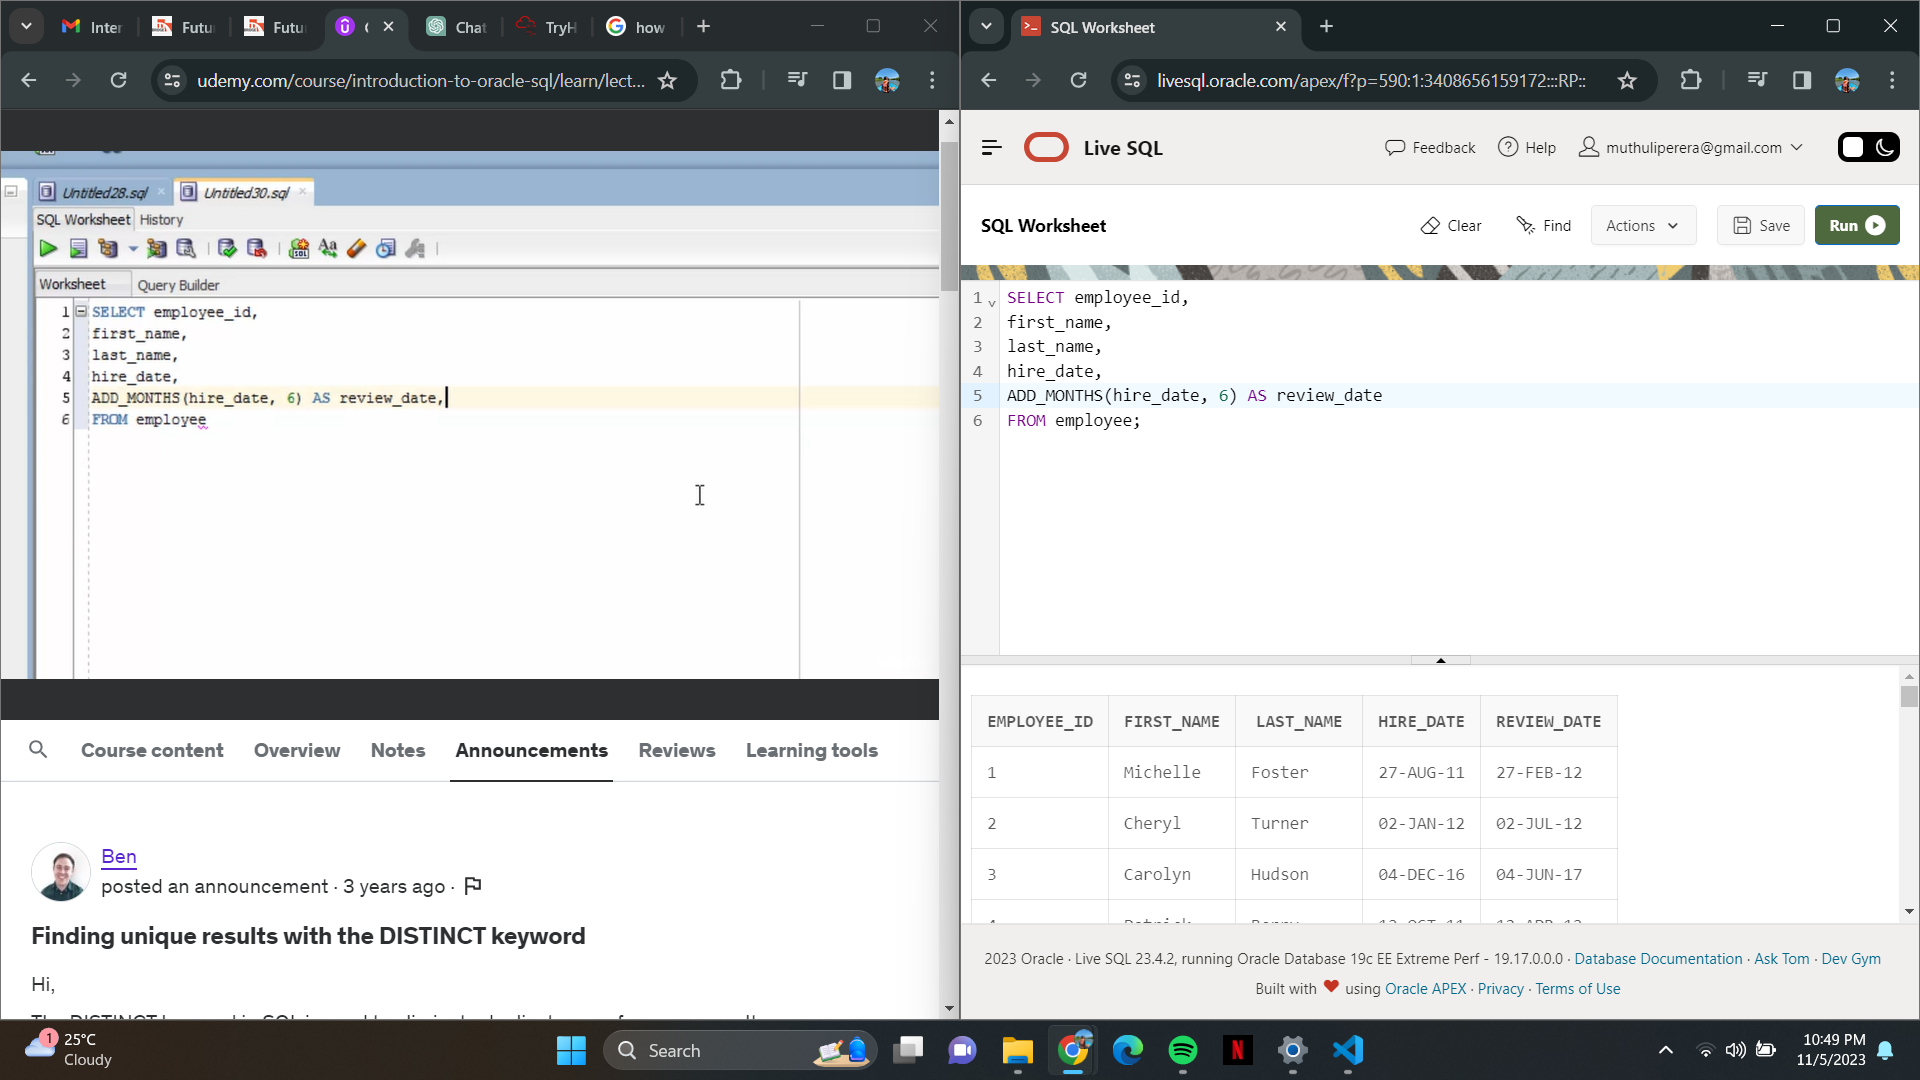 Inter
Futu
Futu
(
Chat
TryH
how
udemy.com/course/introduction-to-oracle-sql/learn/lect...
Untitled28.sql
Untitled30.sql
SQL Worksheet History
Worksheet Query Builder
1 SELECT employee_id,
2 first_name,
3 last_name,
4 hire_date,
5 ADD_MONTHS(hire_date, 6) AS review_date,
6 FROM employee
Course content Overview Notes Announcements Reviews Learning tools
Ben
posted an announcement · 3 years ago ·
Finding unique results with the DISTINCT keyword
Hi,
SQL Worksheet
livesql.oracle.com/apex/f?p=590:1:3408656159172:::RP::
Live SQL
Feedback Help muthuliperera@gmail.com
SQL Worksheet
Clear Find Actions Save Run
1 SELECT employee_id,
2 first_name,
3 last_name,
4 hire_date,
5 ADD_MONTHS(hire_date, 6) AS review_date
6 FROM employee;
EMPLOYEE_ID FIRST_NAME LAST_NAME HIRE_DATE REVIEW_DATE
1 Michelle Foster 27-AUG-11 27-FEB-12
2 Cheryl Turner 02-JAN-12 02-JUL-12
3 Carolyn Hudson 04-DEC-16 04-JUN-17
2023 Oracle · Live SQL 23.4.2, running Oracle Database 19c EE Extreme Perf - 19.17.0.0.0 · Database Documentation · Ask Tom · Dev Gym
Built with ❤ using Oracle APEX · Privacy · Terms of Use
1
25°C
Cloudy
Search
N
10:49 PM
11/5/2023